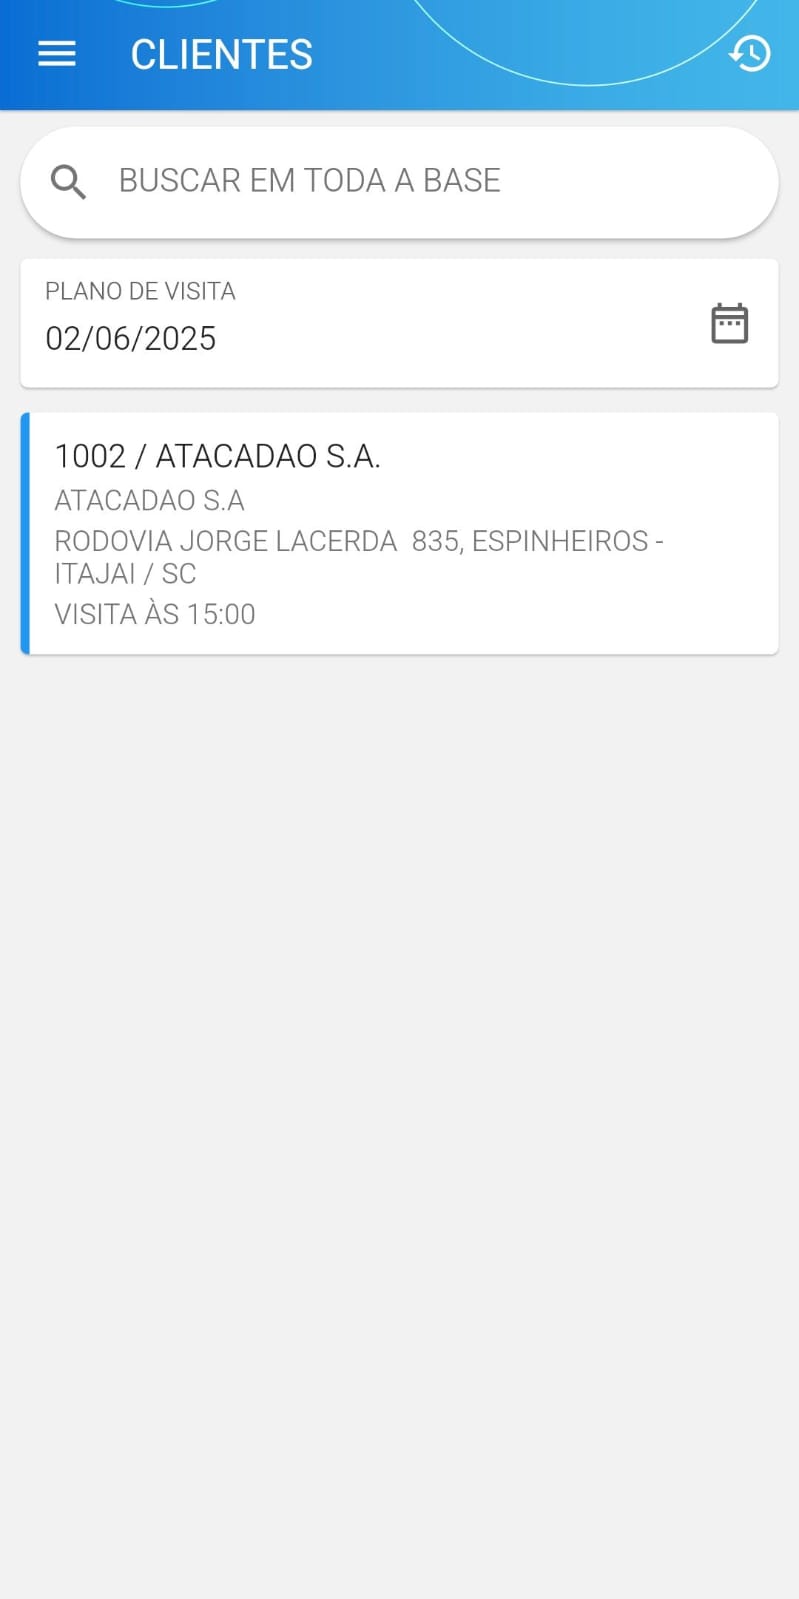 CLIENTES
BUSCAR EM TODA A BASE
PLANO DE VISITA
02/06/2025
1002 / ATACADAO S.A.
ATACADAO S.A
RODOVIA JORGE LACERDA  835, ESPINHEIROS -
ITAJAI / SC
VISITA ÀS 15:00